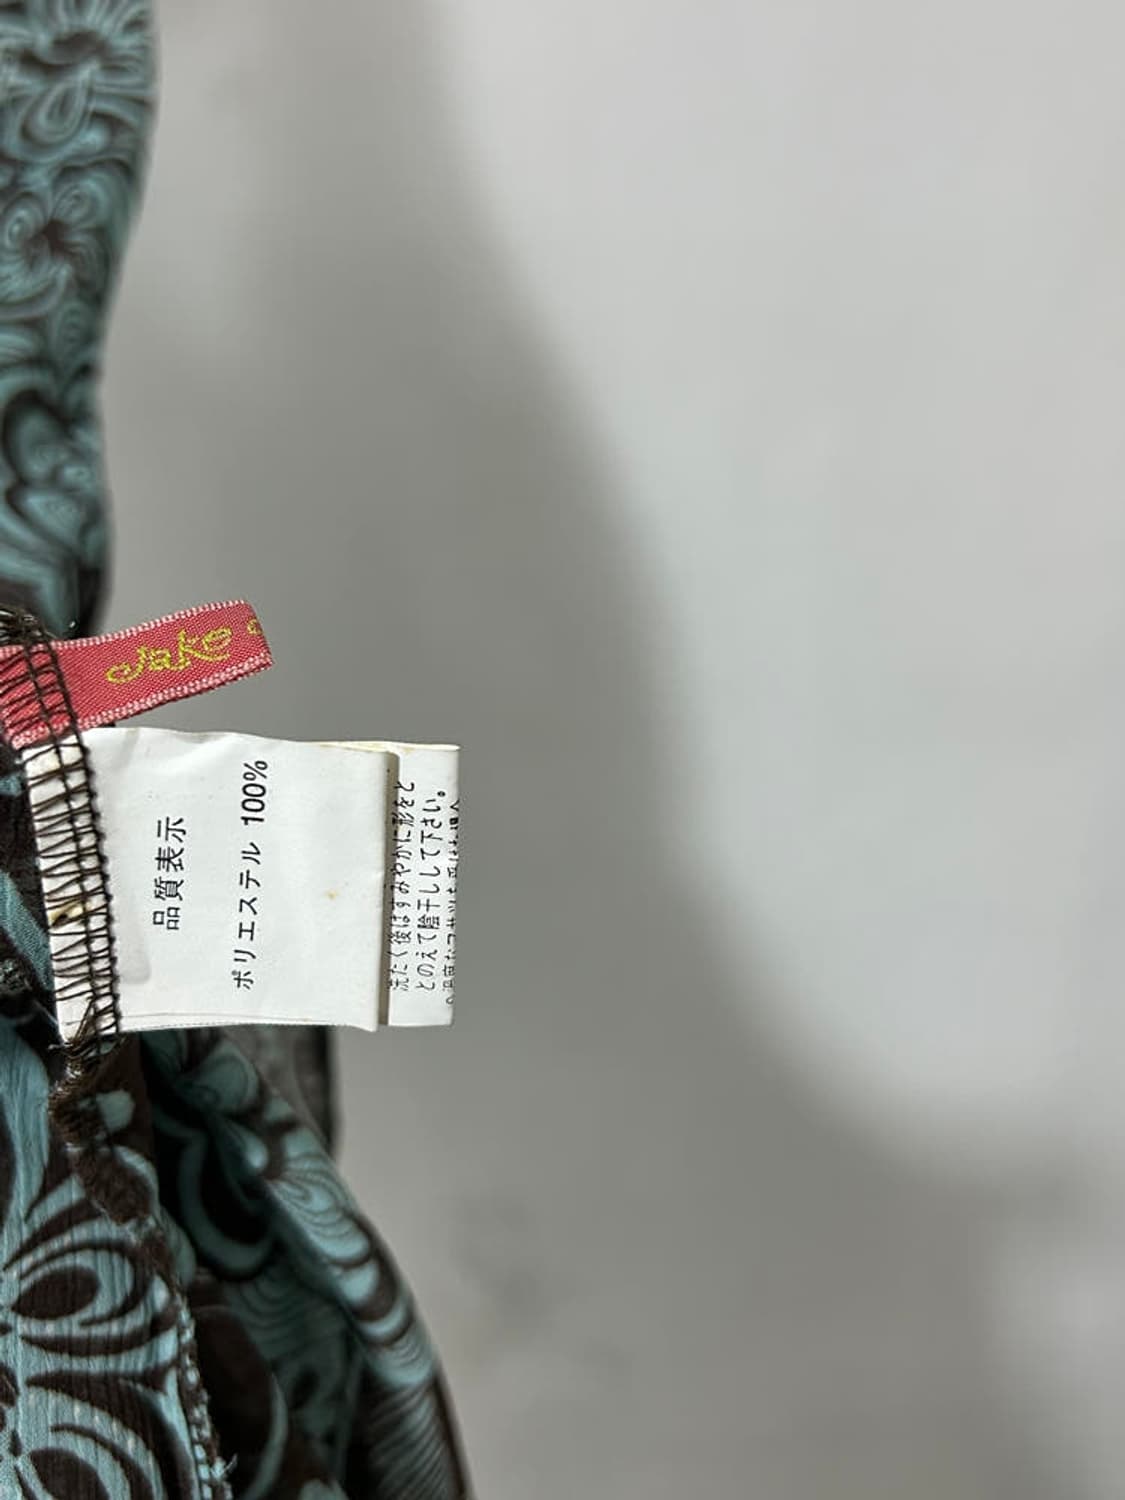 JaKe
品質表示
ポリエステル 100%
洗たく後はすみやかに形をと
とのえて陰干しして下さい。